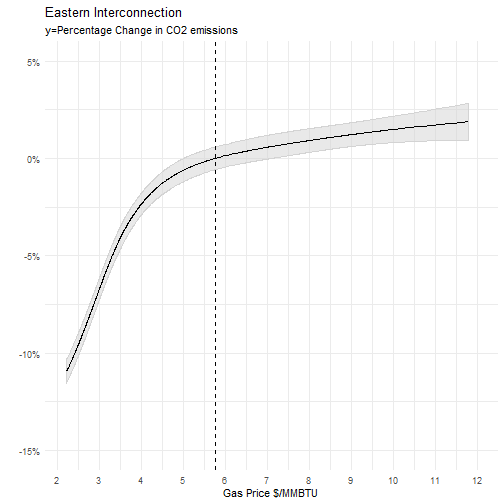 Eastern Interconnection
y=Percentage Change in CO2 emissions
5%
0%
-5%
-10%
-15%
2 3 4 5 6 7 8 9 10 11 12
Gas Price $/MMBTU